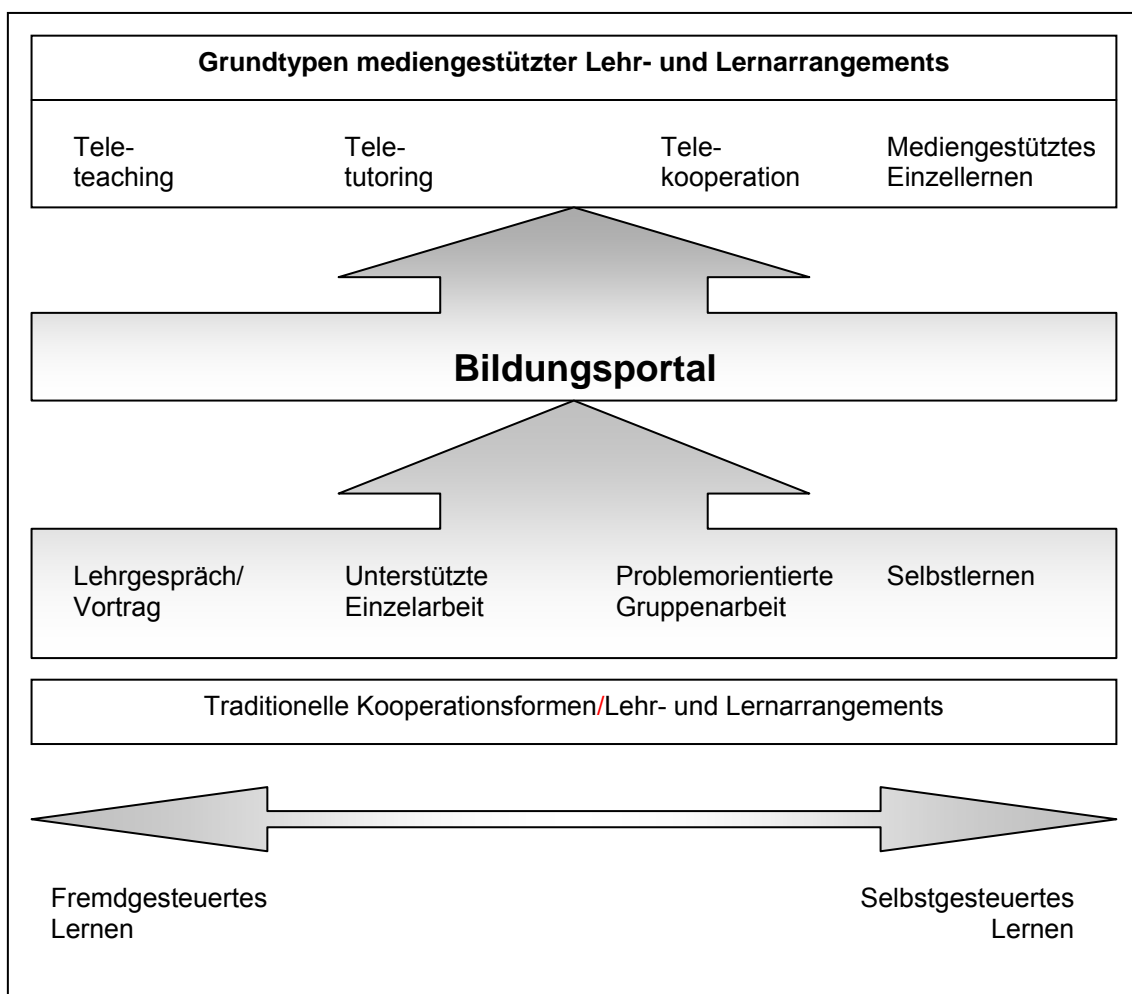 Grundtypen mediengestützter Lehr- und Lernarrangements
Tele-
teaching
Tele-
tutoring
Tele-
kooperation
Mediengestütztes
Einzellernen
Bildungsportal
Lehrgespräch/
Vortrag
Unterstützte
Einzelarbeit
Problemorientierte
Gruppenarbeit
Selbstlernen
Traditionelle Kooperationsformen/Lehr- und Lernarrangements
Fremdgesteuertes
Lernen
Selbstgesteuertes
Lernen